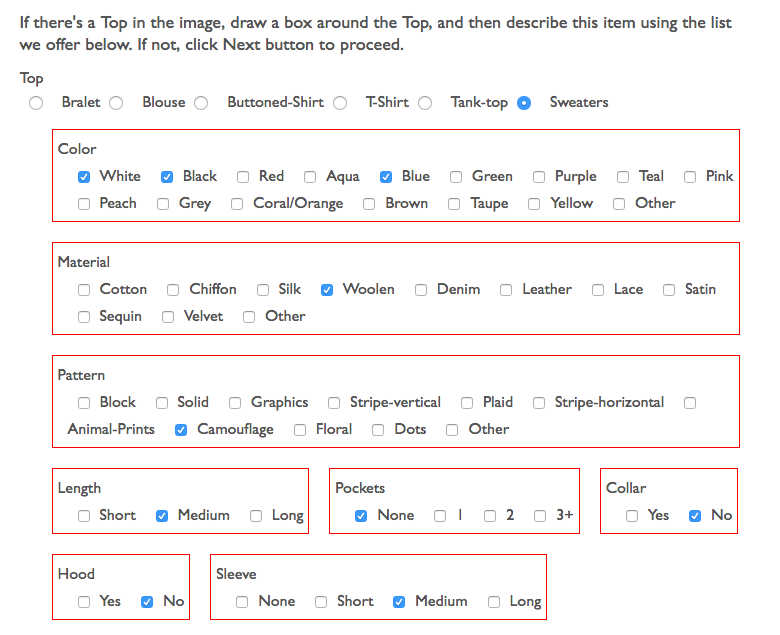 If there's a Top in the image, draw a box around the Top, and then describe this item using the list
we offer below. If not, click Next button to proceed.
Top
Bralet Blouse Buttoned-Shirt T-Shirt Tank-top Sweaters
Color
White Black Red Aqua Blue Green Purple Teal Pink
Peach Grey Coral/Orange Brown Taupe Yellow Other
Material
Cotton Chiffon Silk Woolen Denim Leather Lace Satin
Sequin Velvet Other
Pattern
Block Solid Graphics Stripe-vertical Plaid Stripe-horizontal
Animal-Prints Camouflage Floral Dots Other
Length
Short Medium Long
Pockets
None 1 2 3+
Collar
Yes No
Hood
Yes No
Sleeve
None Short Medium Long